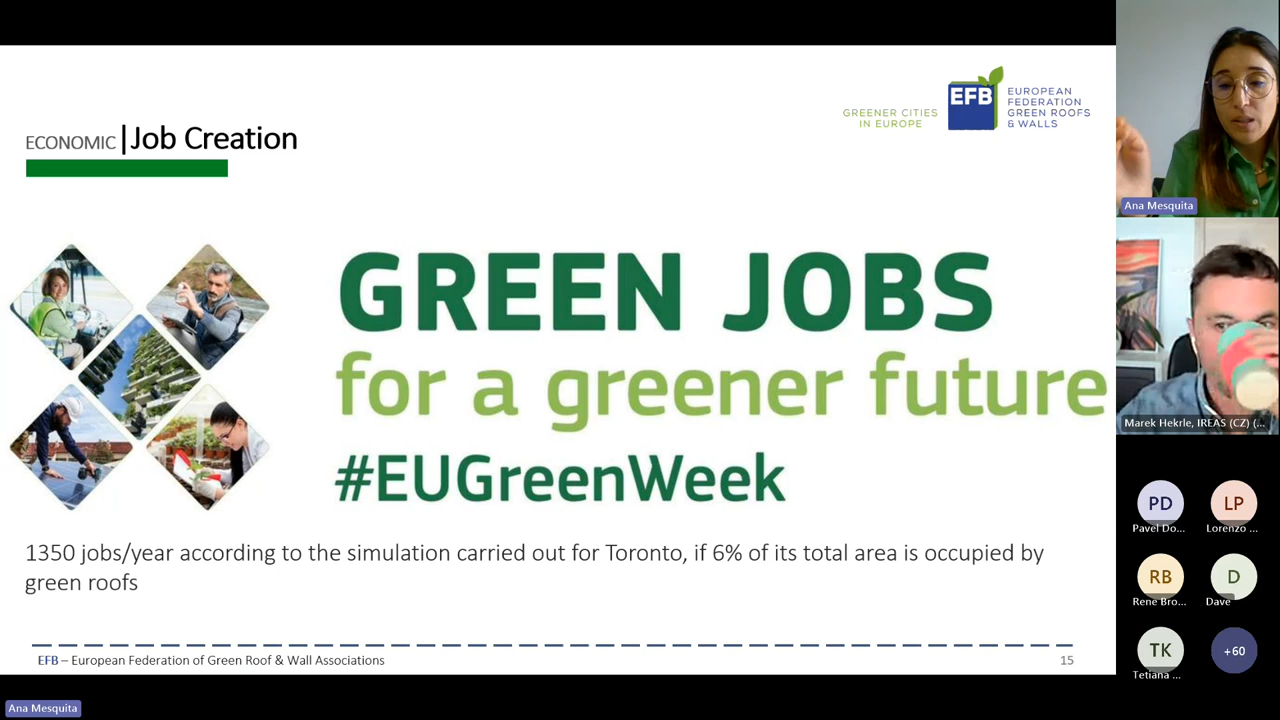 GREENER CITIES
IN EUROPE
EFB
EUROPEAN
FEDERATION
GREEN ROOFS
& WALLS
ECONOMIC|Job Creation
GREEN JOBS
for a greener future
#EUGreenWeek
1350 jobs/year according to the simulation carried out for Toronto, if 6% of its total area is occupied by
green roofs
EFB – European Federation of Green Roof & Wall Associations
15
Ana Mesquita
Ana Mesquita
Marek Hekrle, IREAS (CZ) (...
PD
LP
Pavel Do...
Lorenzo ...
RB
D
Rene Bro...
Dave
TK
+60
Tetiana ...